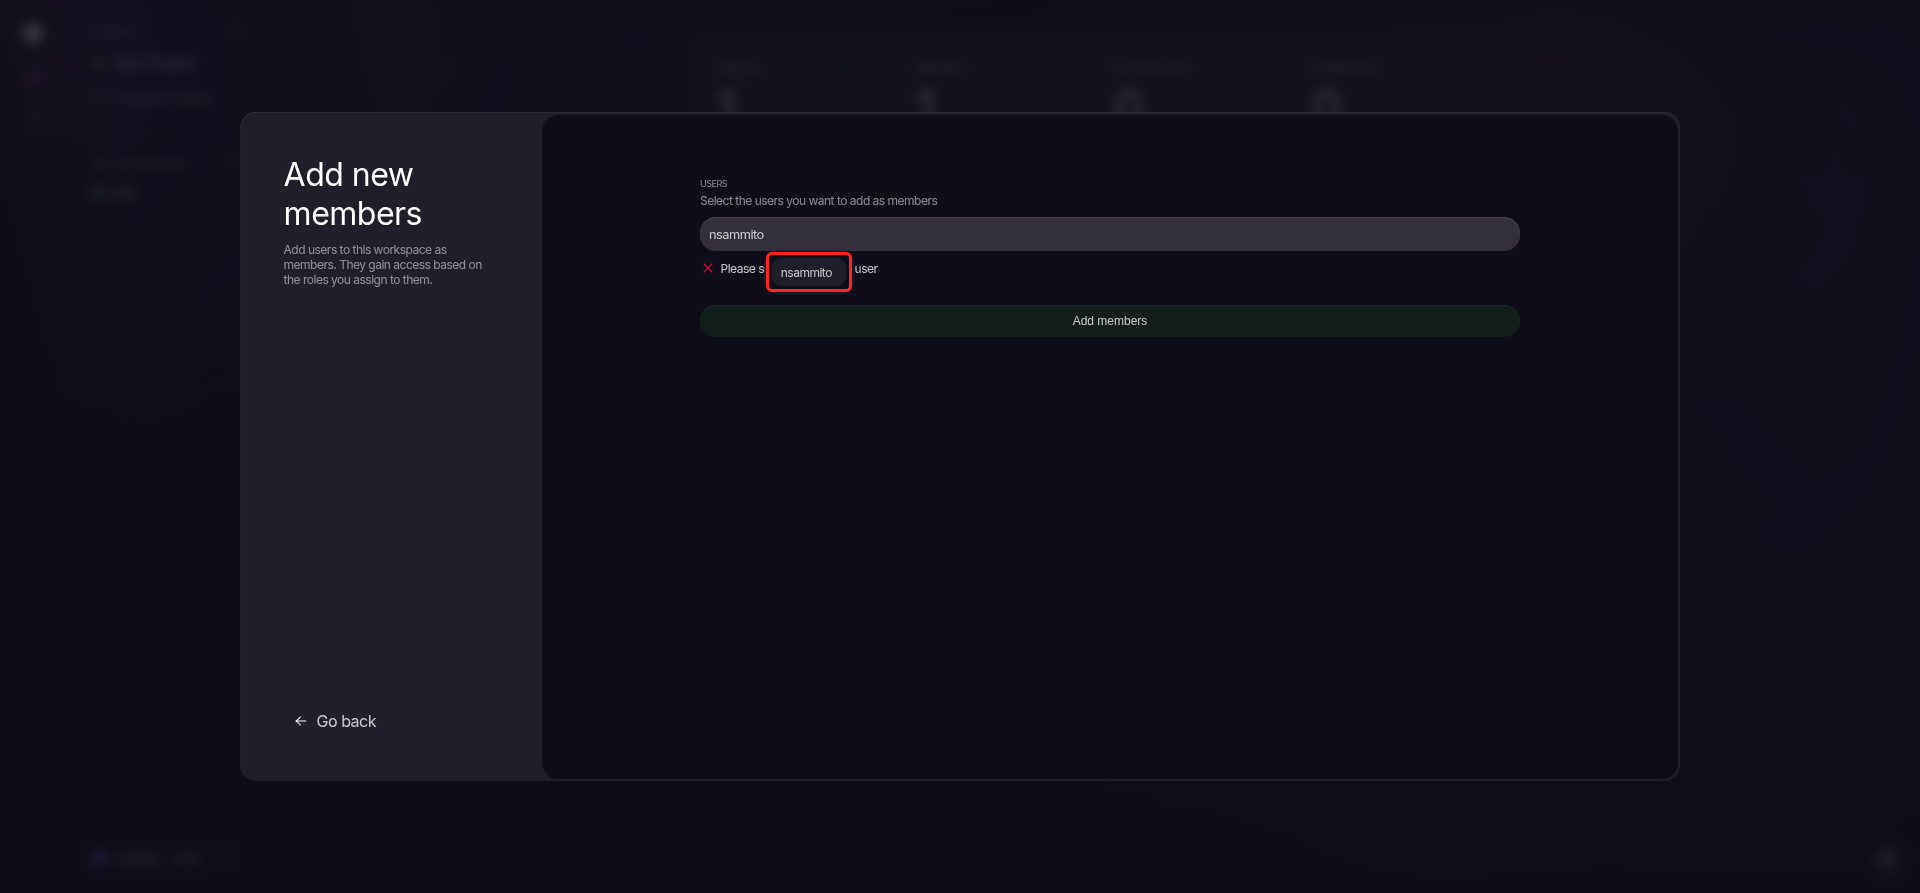 Add new
members
Add users to this workspace as
members. They gain access based on
the roles you assign to them.
USERS
Select the users you want to add as members
nsammito
Please s nsammito user
Add members
Go back